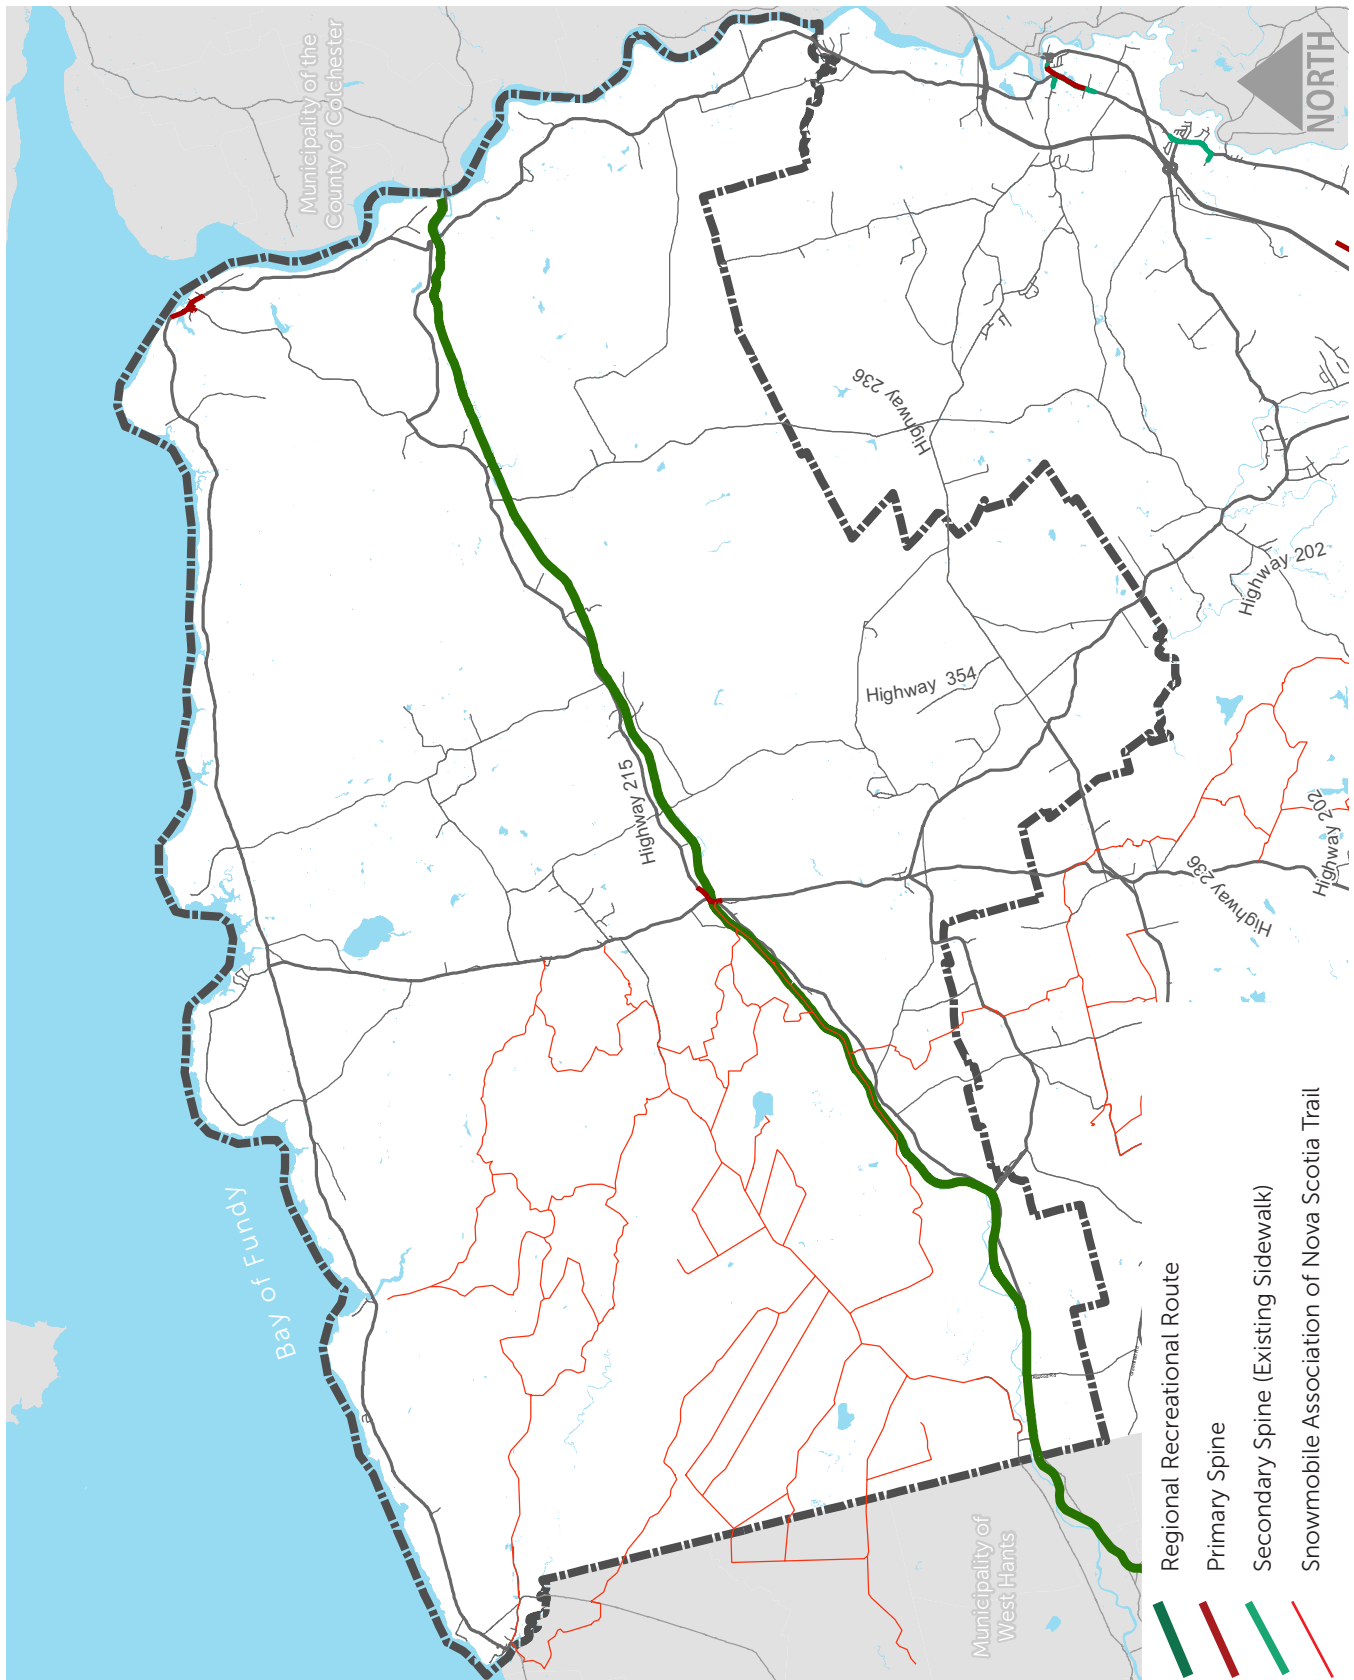 Municipality of the
County of Colchester
NORTH
Highway 236
Highway 202
Highway 354
Highway 215
Highway 202
Highway 236
Bay of Fundy
Municipality of
West Hants
Regional Recreational Route
Primary Spine
Secondary Spine (Existing Sidewalk)
Snowmobile Association of Nova Scotia Trail